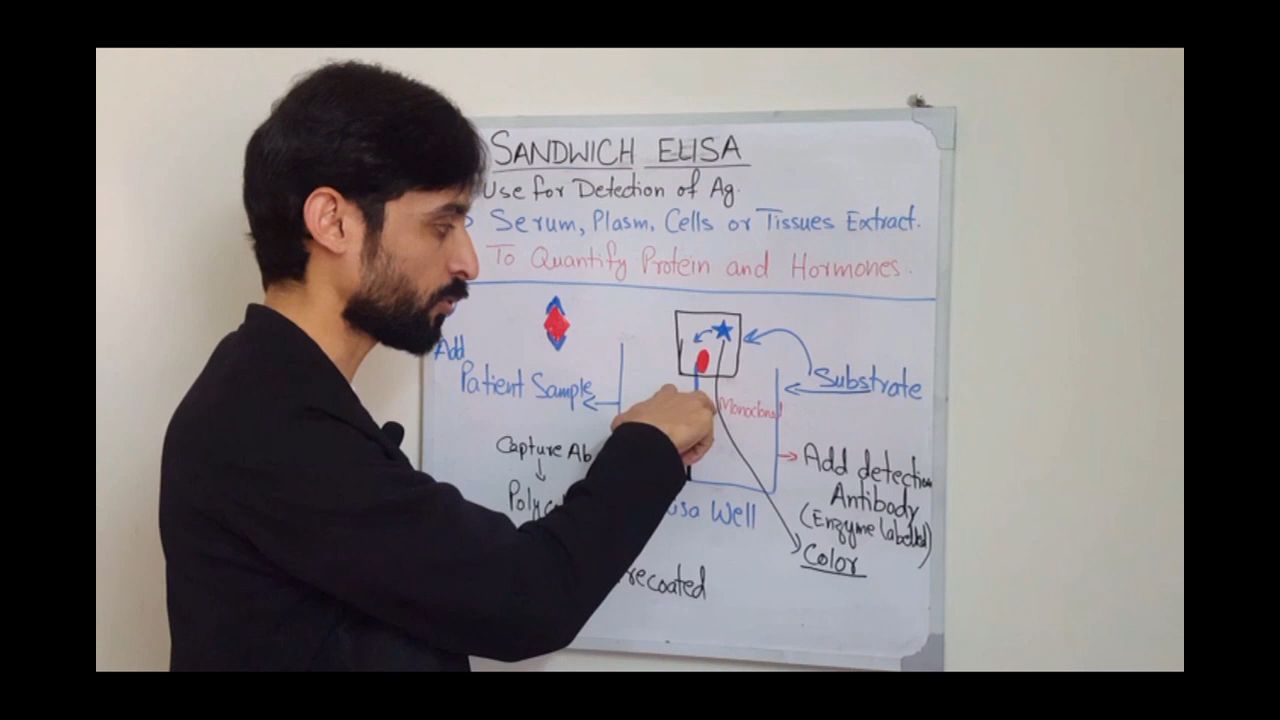 SANDWICH ELISA
Use for Detection of Ag.
Serum, Plasm, Cells or Tissues Extract.
To Quantify Protein and Hormones.
Add
Patient Sample
Substrate
Monoclonal
Capture Ab
Add detection
Antibody
(Enzyme labelled)
Well
Color
recoated